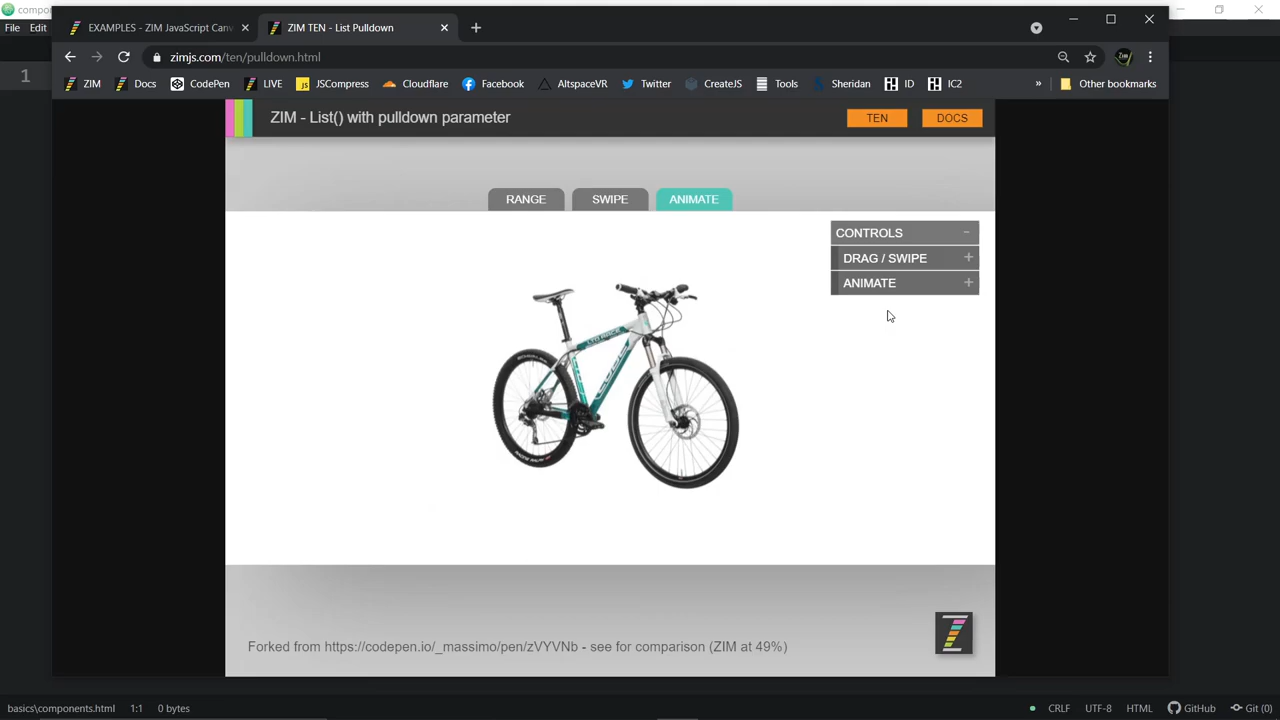 compon
File Edit
EXAMPLES - ZIM JavaScript Canv
ZIM TEN - List Pulldown
zimjs.com/ten/pulldown.html
ZIM Docs CodePen LIVE JSCompress Cloudflare Facebook AltspaceVR Twitter CreateJS Tools Sheridan ID IC2 » Other bookmarks
1
ZIM - List() with pulldown parameter
TEN
DOCS
RANGE
SWIPE
ANIMATE
CONTROLS -
DRAG / SWIPE +
ANIMATE +
CUBE
Forked from https://codepen.io/_massimo/pen/zVYVNb - see for comparison (ZIM at 49%)
basics\components.html 1:1 0 bytes CRLF UTF-8 HTML GitHub Git (0)